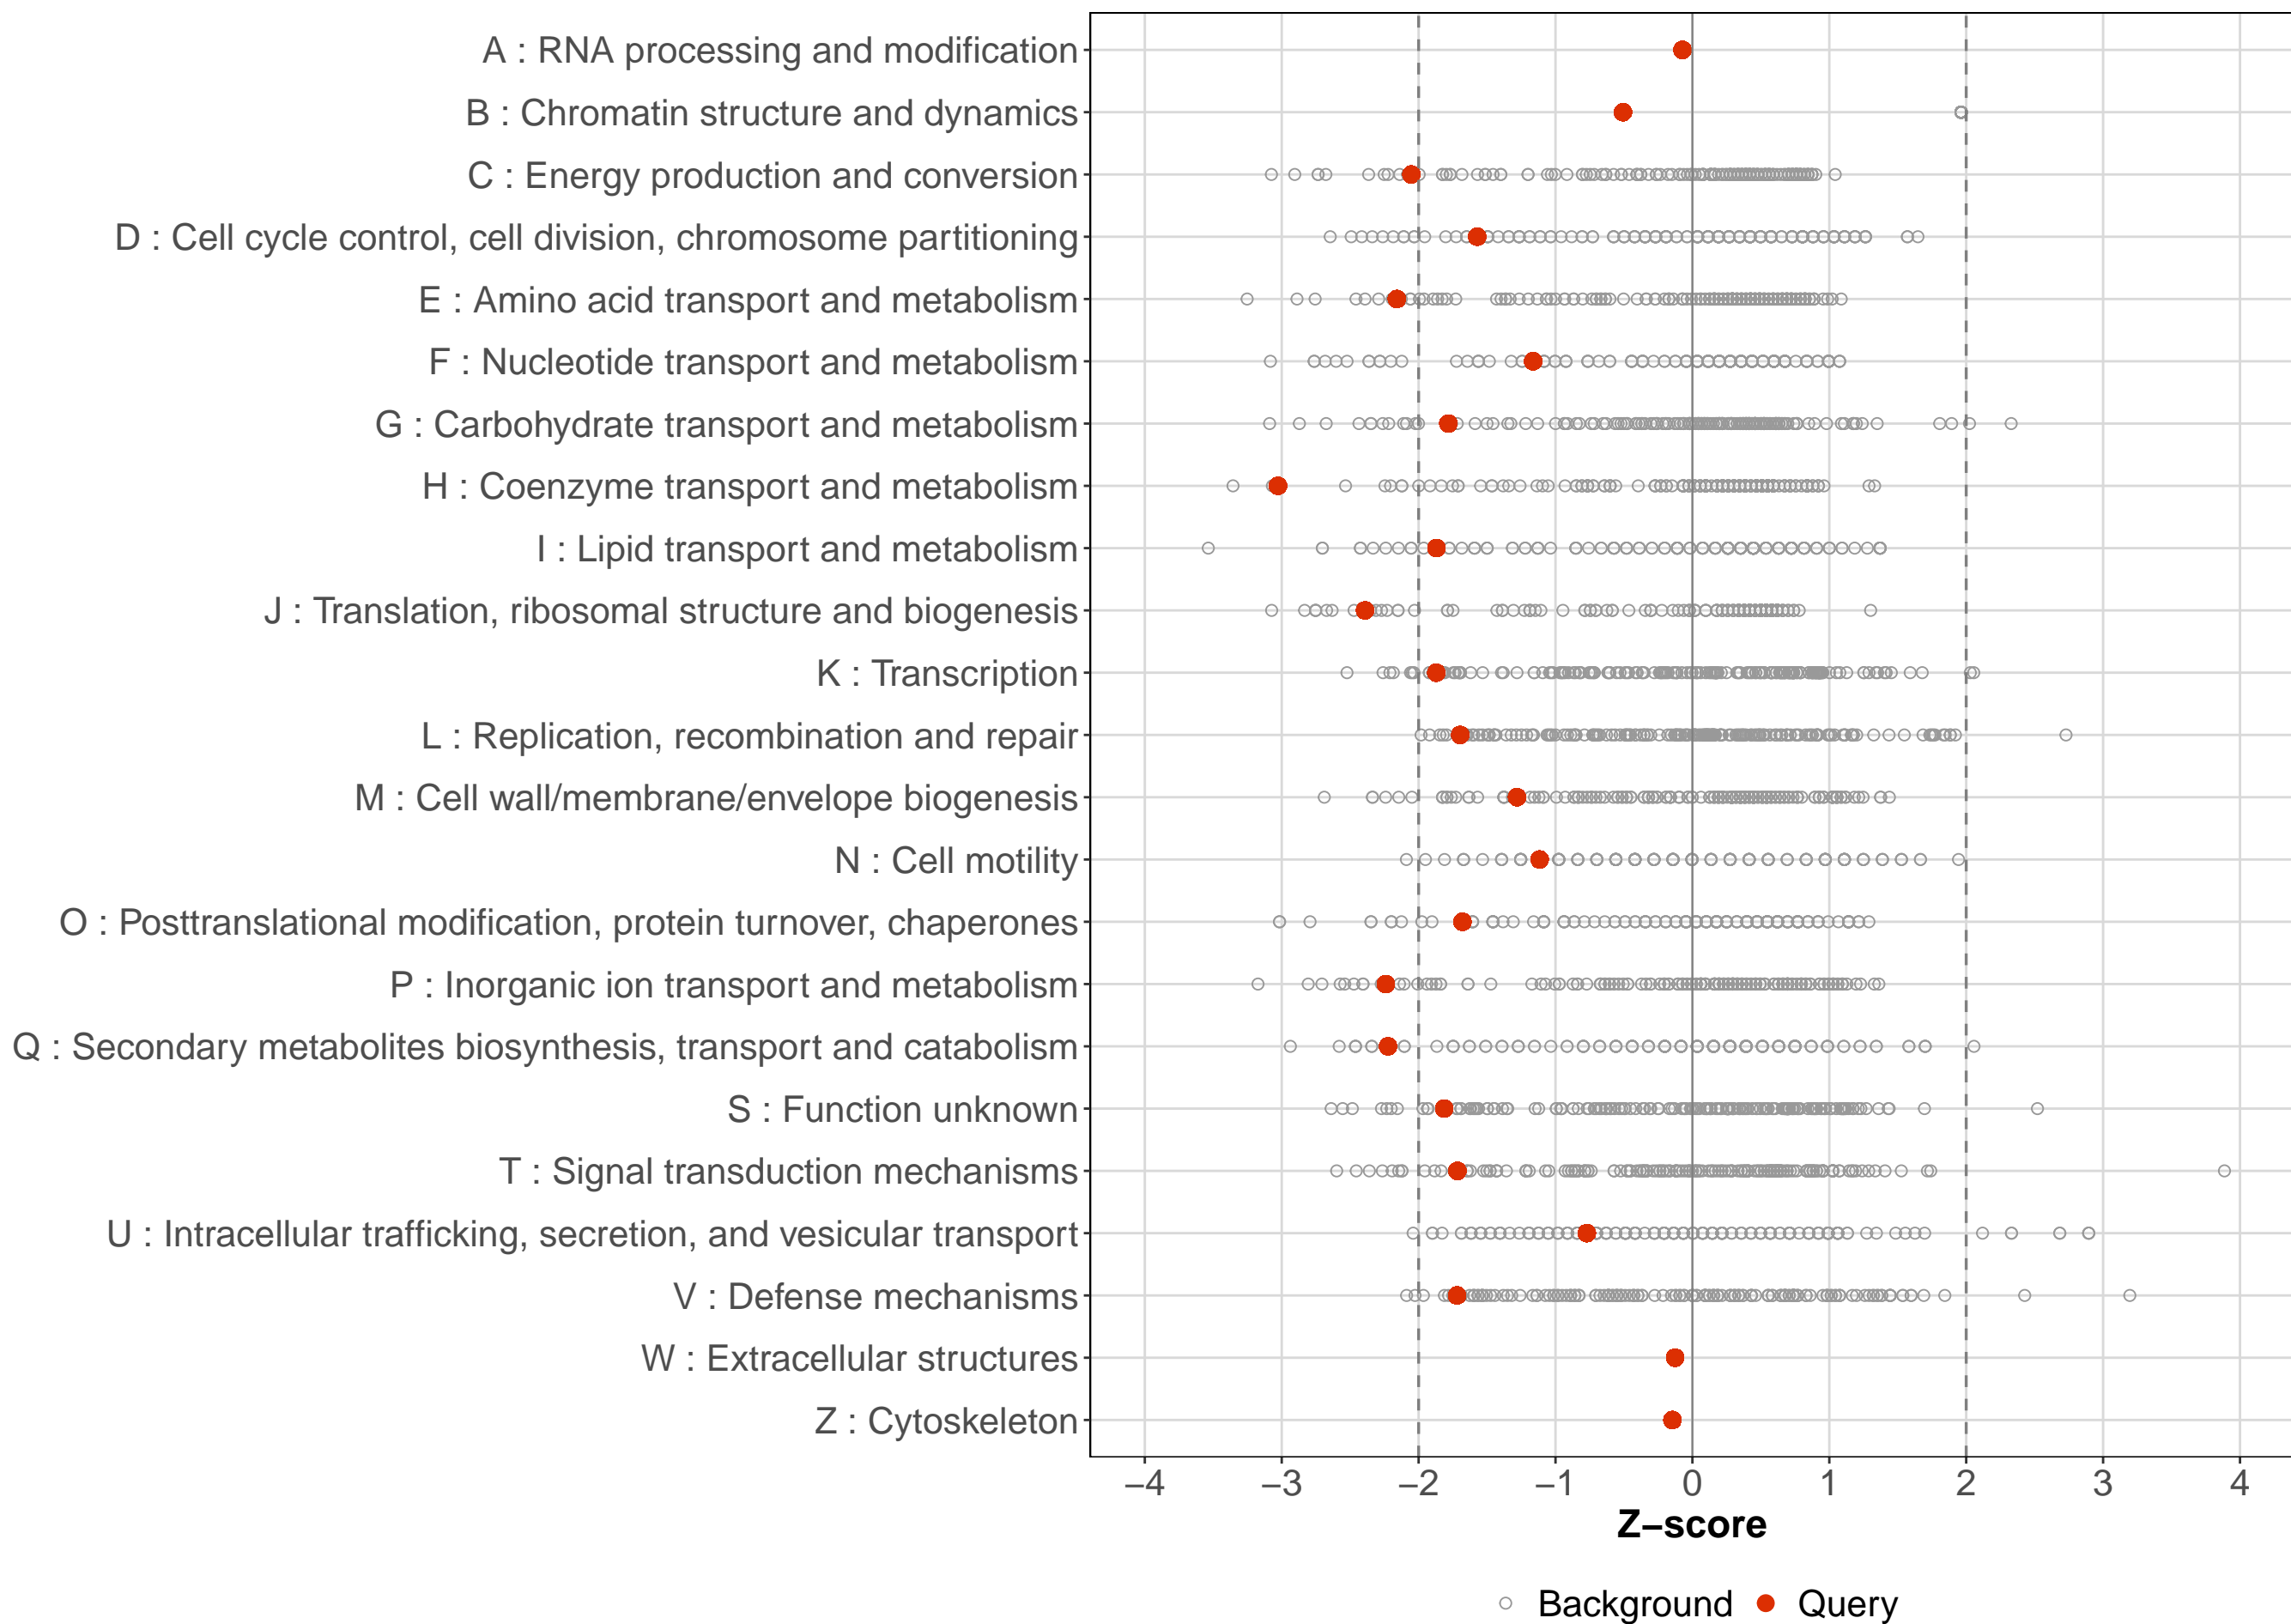 A : RNA processing and modification
B : Chromatin structure and dynamics
C : Energy production and conversion
D : Cell cycle control, cell division, chromosome partitioning
E : Amino acid transport and metabolism
F : Nucleotide transport and metabolism
G : Carbohydrate transport and metabolism
H : Coenzyme transport and metabolism
I : Lipid transport and metabolism
J : Translation, ribosomal structure and biogenesis
K : Transcription
L : Replication, recombination and repair
M : Cell wall/membrane/envelope biogenesis
N : Cell motility
O : Posttranslational modification, protein turnover, chaperones
P : Inorganic ion transport and metabolism
Q : Secondary metabolites biosynthesis, transport and catabolism
S : Function unknown
T : Signal transduction mechanisms
U : Intracellular trafficking, secretion, and vesicular transport
V : Defense mechanisms
W : Extracellular structures
Z : Cytoskeleton
−4 −3 −2 −1 0 1 2 3 4
Z−score
Background Query